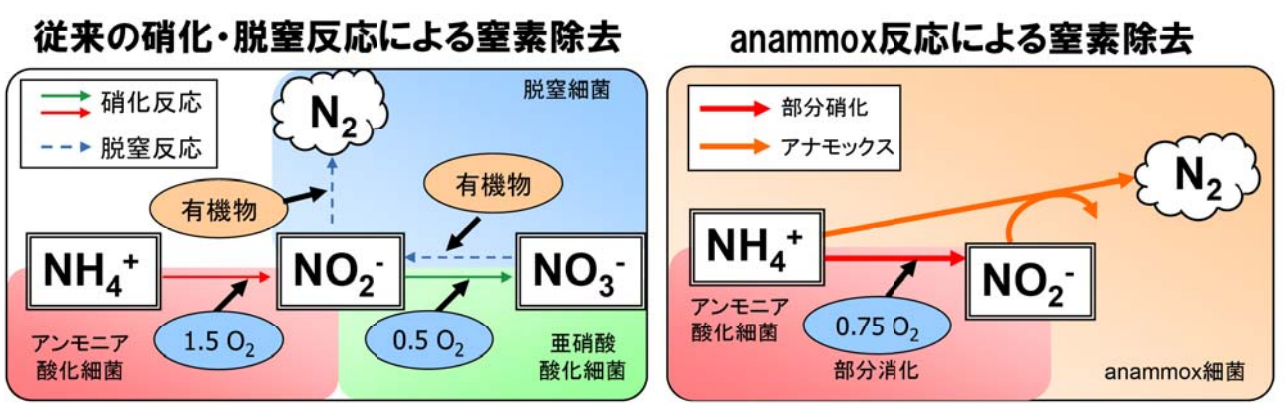 従来の硝化・脱窒反応による窒素除去
硝化反応
脱窒反応
脱窒細菌
N₂
有機物
有機物
NH₄⁺
NO₂⁻
NO₃⁻
1.5 O₂
0.5 O₂
アンモニア
酸化細菌
亜硝酸
酸化細菌
anammox反応による窒素除去
部分硝化
アナモックス
N₂
NH₄⁺
NO₂⁻
アンモニア
酸化細菌
0.75 O₂
部分消化
anammox細菌